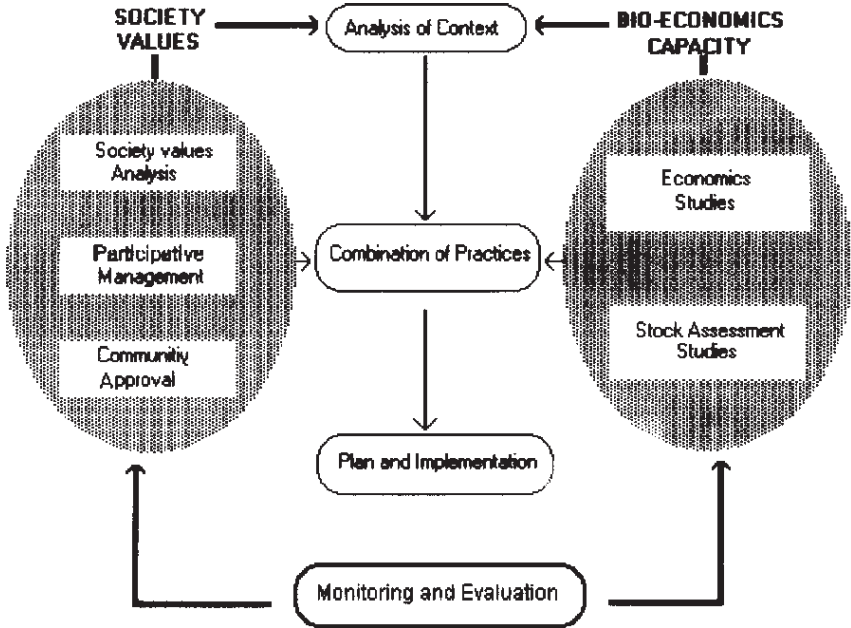 SOCIETY
VALUES
Analysis of Context
BIO-ECONOMICS
CAPACITY
Society values
Analysis
Economics
Studies
Participative
Management
Combination of Practices
Stock Assessment
Studies
Communitiy
Approval
Plan and Implementation
Monitoring and Evaluation